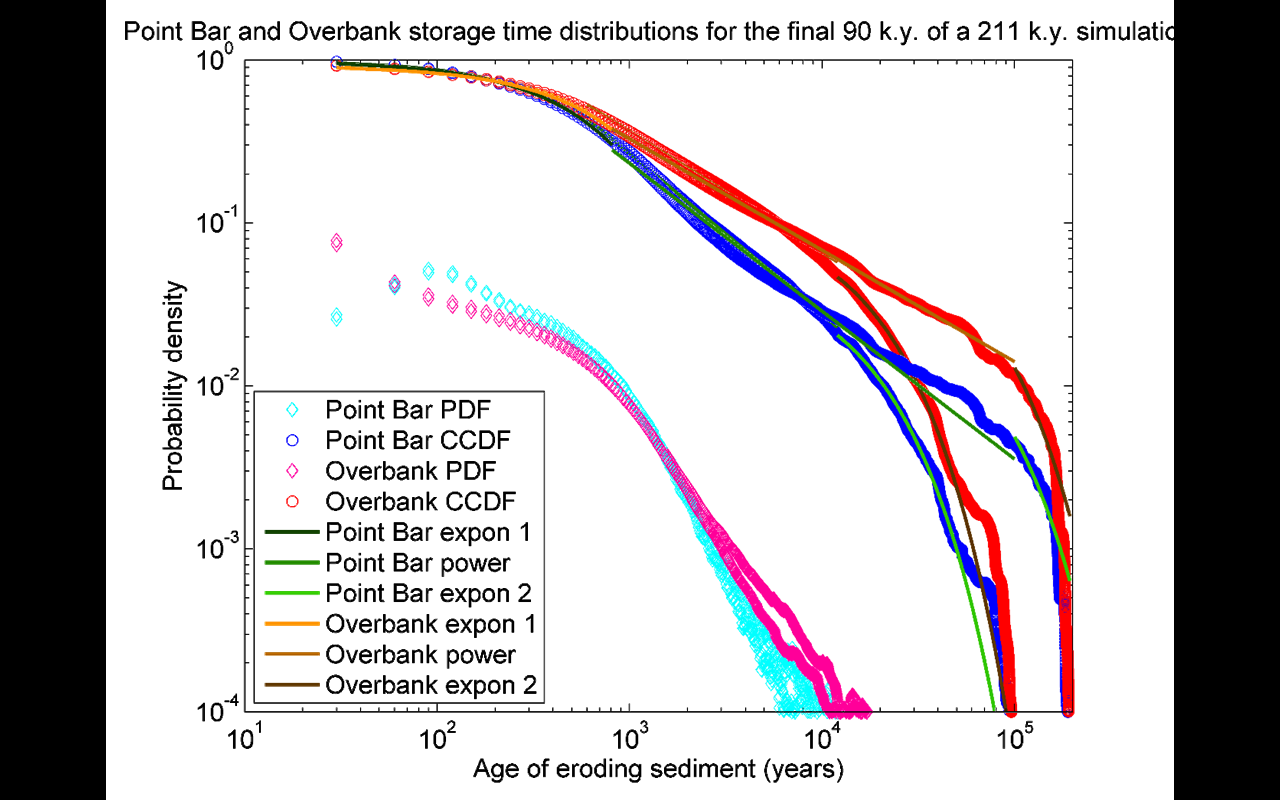 Point Bar and Overbank storage time distributions for the final 90 k.y. of a 211 k.y. simulatic
10^0
10^-1
10^-2
10^-3
10^-4
Probability density
Point Bar PDF
Point Bar CCDF
Overbank PDF
Overbank CCDF
Point Bar expon 1
Point Bar power
Point Bar expon 2
Overbank expon 1
Overbank power
Overbank expon 2
10^1 10^2 10^3 10^4 10^5
Age of eroding sediment (years)